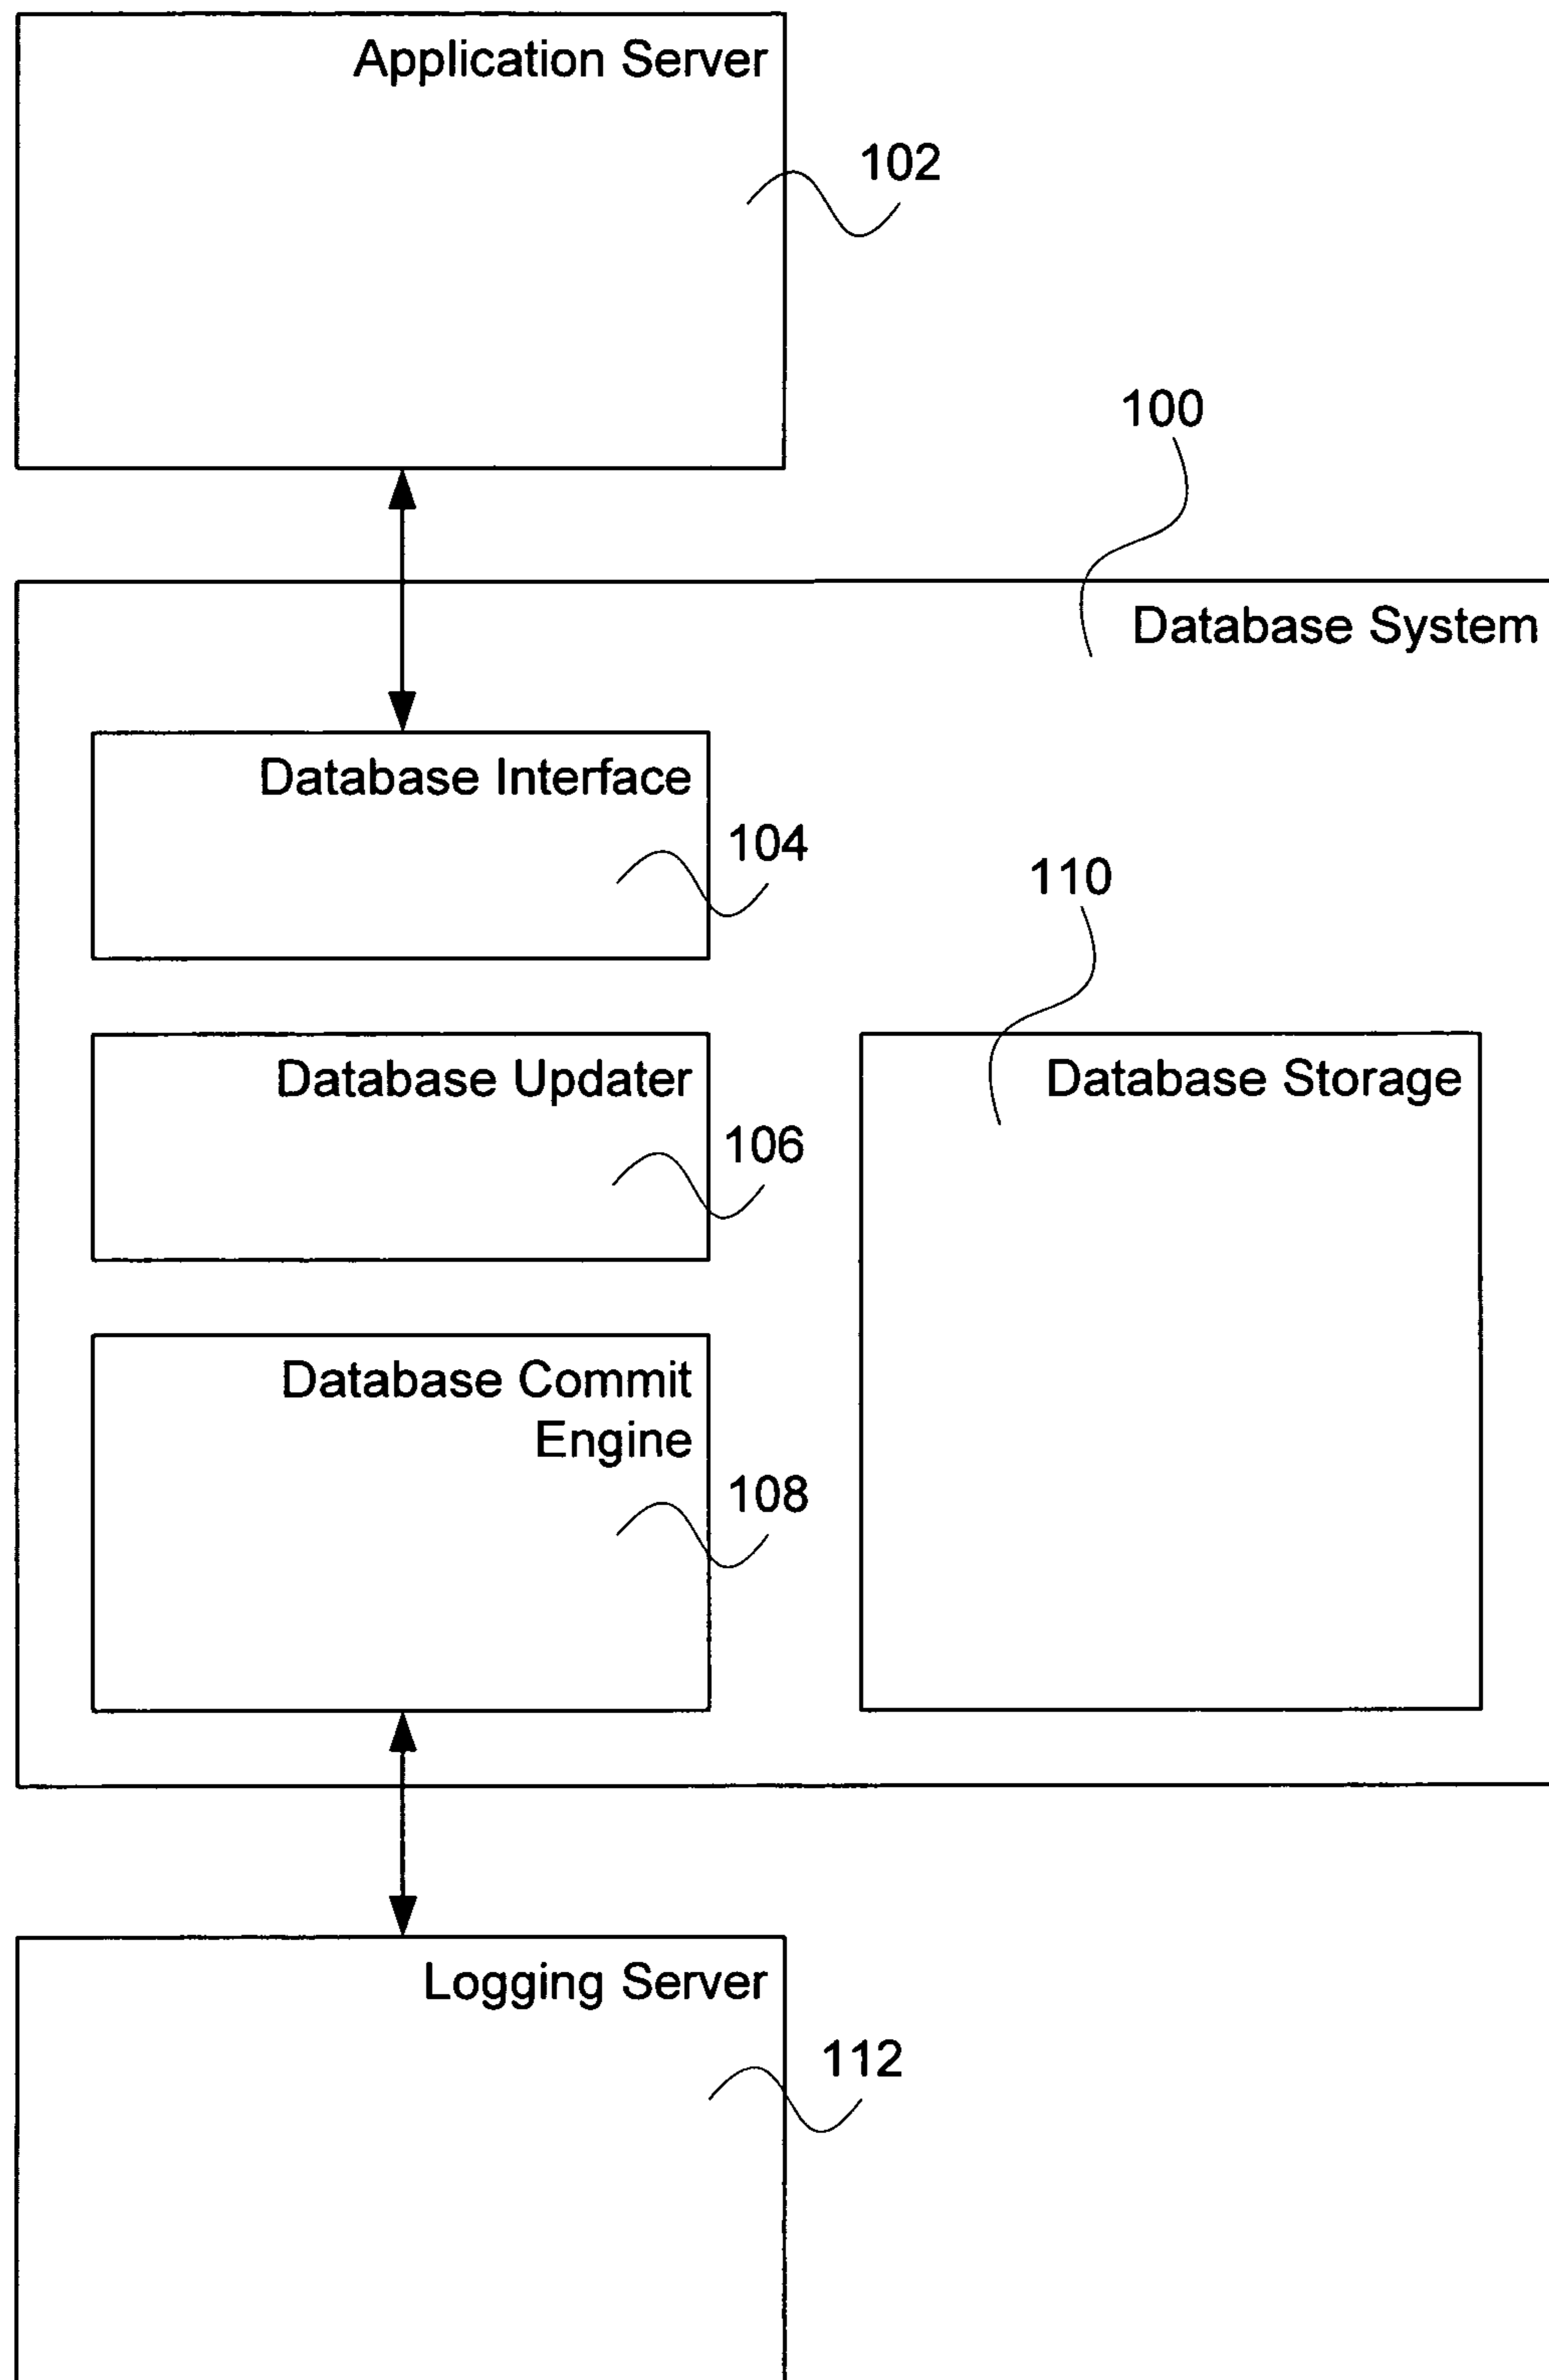 Application Server
102
100
Database System
Database Interface
104
110
Database Updater
Database Storage
106
Database Commit
Engine
108
Logging Server
112